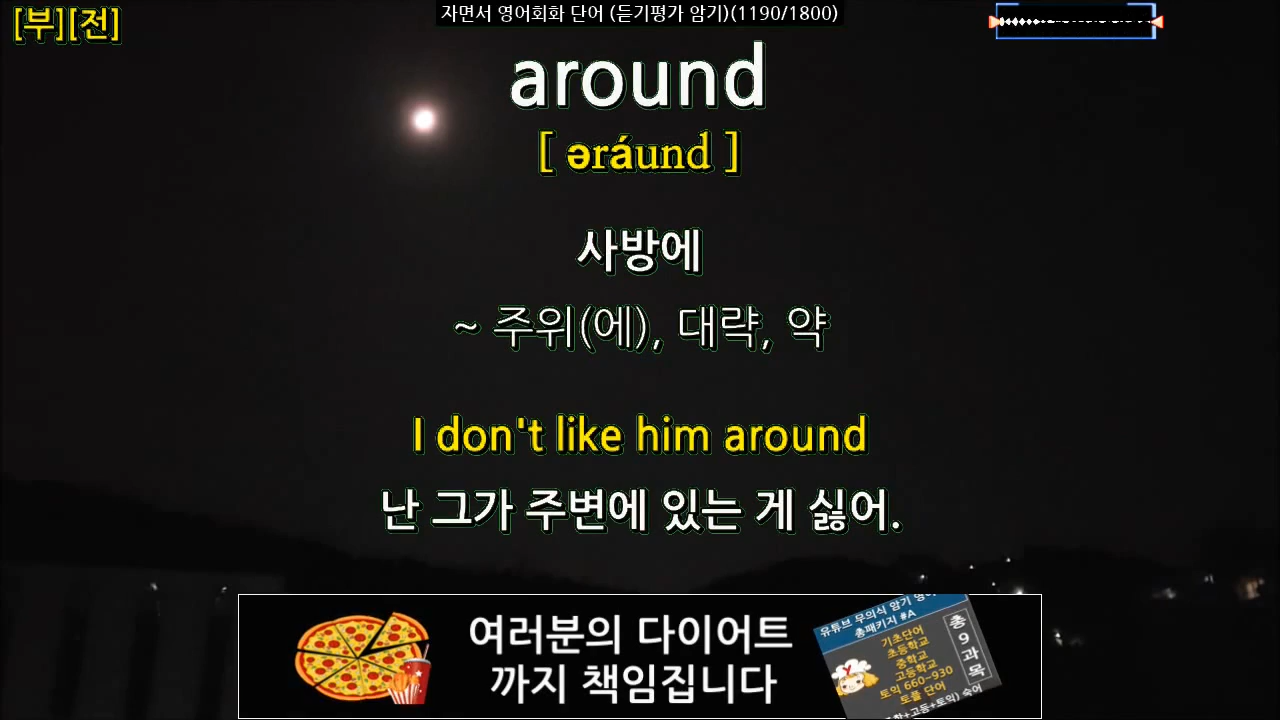 [부][전]
자면서 영어회화 단어 (듣기평가 암기)(1190/1800)
around
[ əráund ]
사방에
~ 주위(에), 대략, 약
I don't like him around
난 그가 주변에 있는 게 싫어.
여러분의 다이어트
까지 책임집니다
유튜브 무의식 암기
총패키지 #A
기초단어
초등학교
중학교
고등학교
토익 660~930
토플 단어
총9과목